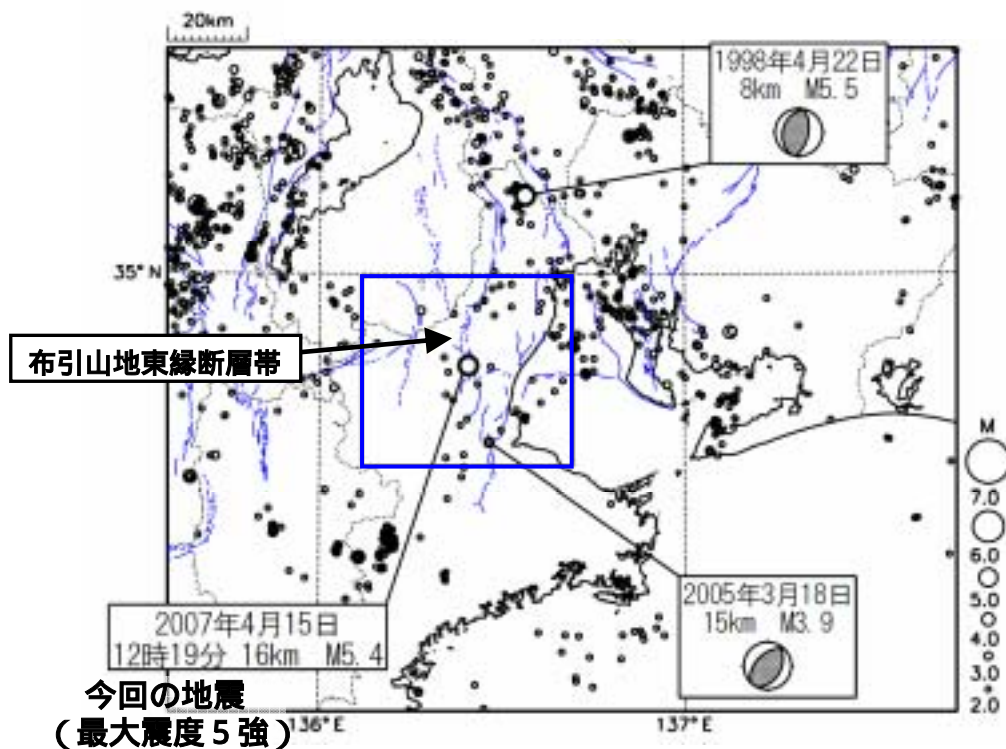 20km
1998年4月22日
8km M5.5
35° N
布引山地東縁断層帯
M
7.0
6.0
5.0
4.0
3.0
2.0
2005年3月18日
15km M3.9
2007年4月15日
12時19分 16km M5.4
今回の地震
（最大震度5強）
136°E
137°E